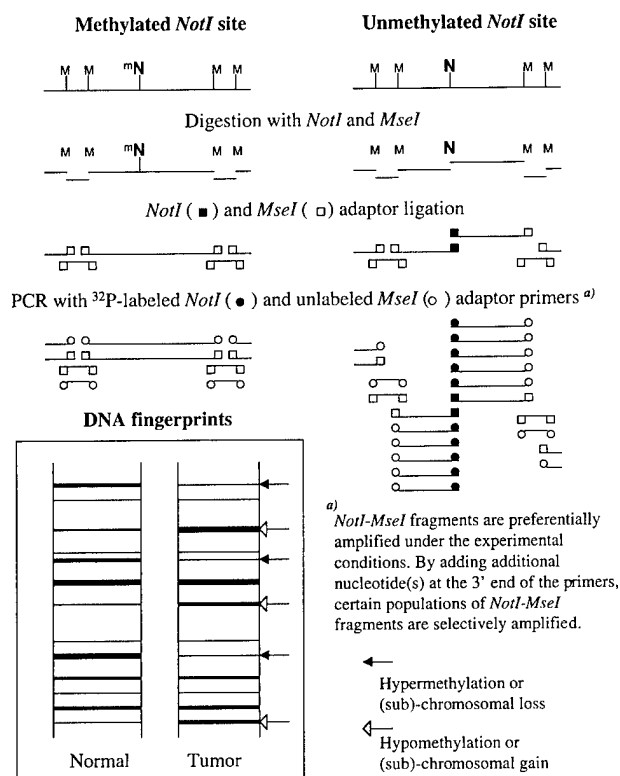 Methylated NotI site
Unmethylated NotI site
M M mN M M
M M N M M
Digestion with NotI and MseI
M M mN M M
M M N M M
NotI ( ■ ) and MseI ( □ ) adaptor ligation
PCR with 32P-labeled NotI ( ● ) and unlabeled MseI (○ ) adaptor primers a)
DNA fingerprints
Normal
Tumor
a)
NotI-MseI fragments are preferentially
amplified under the experimental
conditions. By adding additional
nucleotide(s) at the 3' end of the primers,
certain populations of NotI-MseI
fragments are selectively amplified.
Hypermethylation or
(sub)-chromosomal loss
Hypomethylation or
(sub)-chromosomal gain